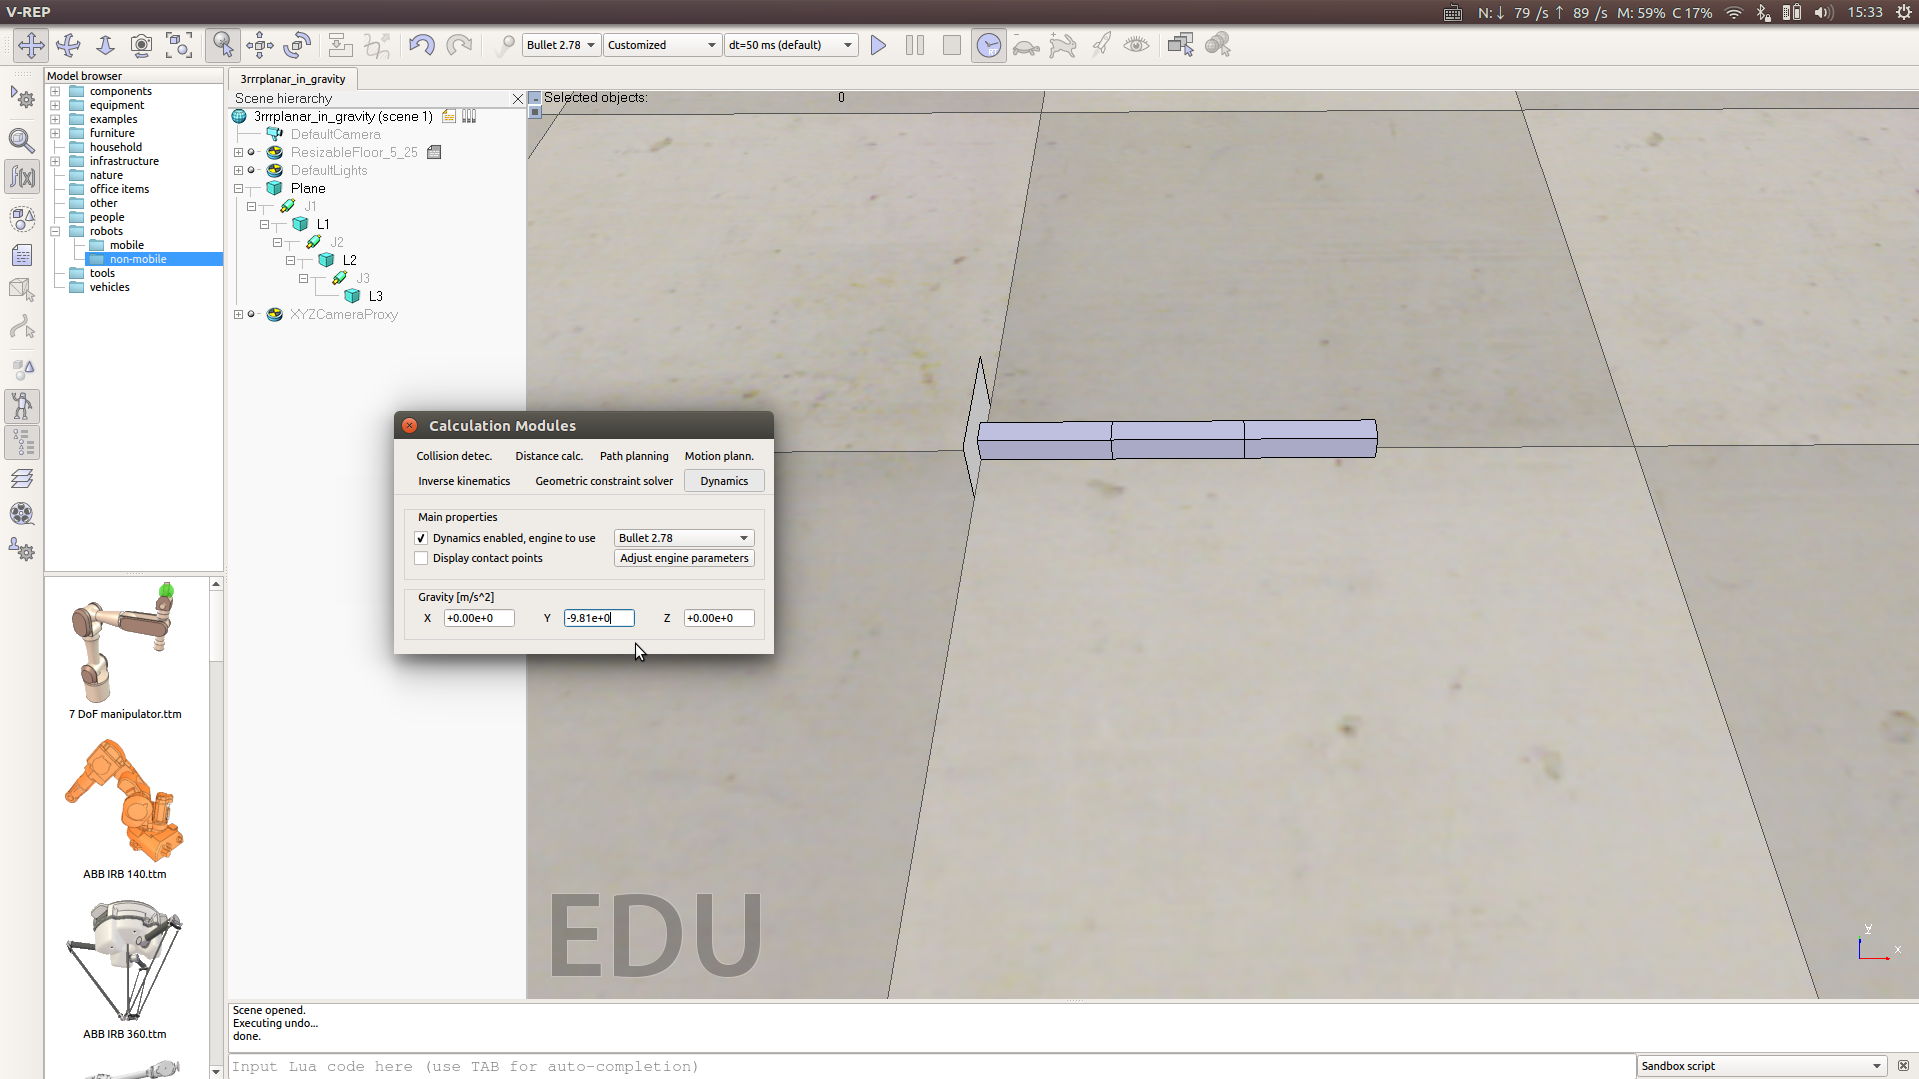 V-REP
N:↓ 79 /s ↑ 89 /s M: 59% C 17% 15:33
Bullet 2.78 Customized dt=50 ms (default)
Model browser
components
equipment
examples
furniture
household
infrastructure
nature
office items
other
people
robots
mobile
non-mobile
tools
vehicles
7 DoF manipulator.ttm
ABB IRB 140.ttm
ABB IRB 360.ttm
3rrrplanar_in_gravity
Scene hierarchy
3rrrplanar_in_gravity (scene 1)
DefaultCamera
ResizableFloor_5_25
DefaultLights
Plane
J1
L1
J2
L2
J3
L3
XYZCameraProxy
Selected objects: 0
Calculation Modules
Collision detec. Distance calc. Path planning Motion plann.
Inverse kinematics Geometric constraint solver Dynamics
Main properties
Dynamics enabled, engine to use Bullet 2.78
Display contact points Adjust engine parameters
Gravity [m/s^2]
X +0.00e+0 Y -9.81e+0 Z +0.00e+0
EDU
x
Scene opened.
Executing undo...
done.
Input Lua code here (use TAB for auto-completion)
Sandbox script